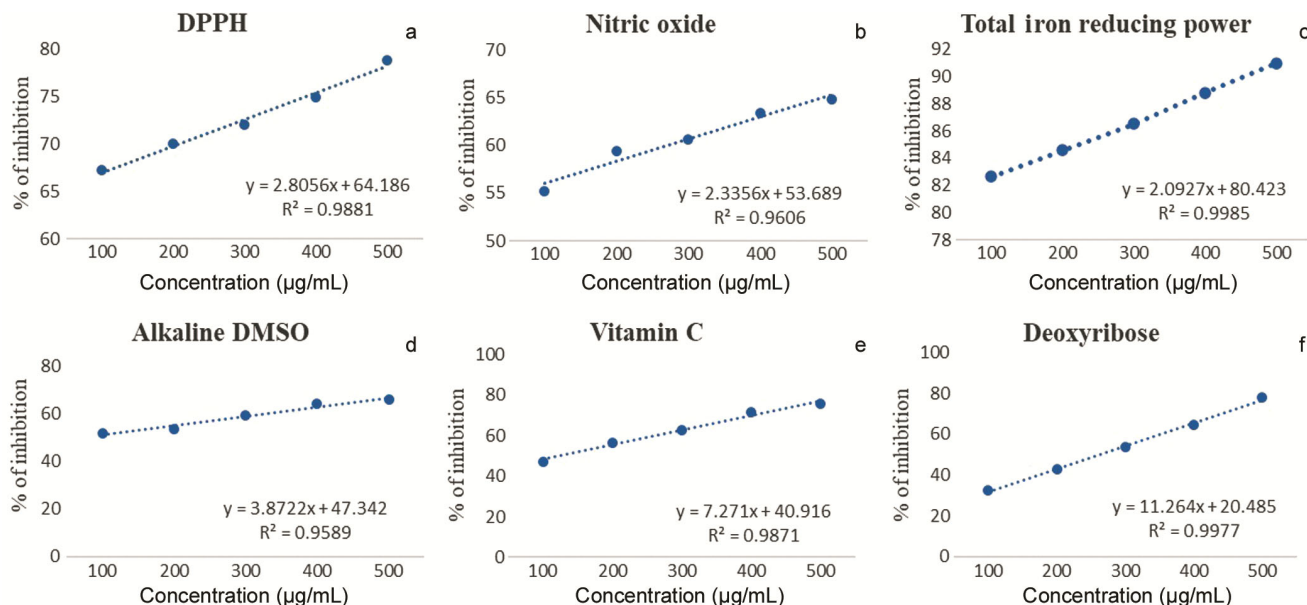 DPPH
a
% of inhibition
80
75
70
65
60
y = 2.8056x + 64.186
R² = 0.9881
100 200 300 400 500
Concentration (µg/mL)
Nitric oxide
b
% of inhibition
70
65
60
55
50
y = 2.3356x + 53.689
R² = 0.9606
100 200 300 400 500
Concentration (µg/mL)
Total iron reducing power
c
% of inhibition
92
90
88
86
84
82
80
78
y = 2.0927x + 80.423
R² = 0.9985
100 200 300 400 500
Concentration (µg/mL)
Alkaline DMSO
d
% of inhibition
80
60
40
20
0
y = 3.8722x + 47.342
R² = 0.9589
100 200 300 400 500
Concentration (µg/mL)
Vitamin C
e
% of inhibition
100
80
60
40
20
0
y = 7.271x + 40.916
R² = 0.9871
100 200 300 400 500
Concentration (µg/mL)
Deoxyribose
f
% of inhibition
100
80
60
40
20
0
y = 11.264x + 20.485
R² = 0.9977
100 200 300 400 500
Concentration (µg/mL)